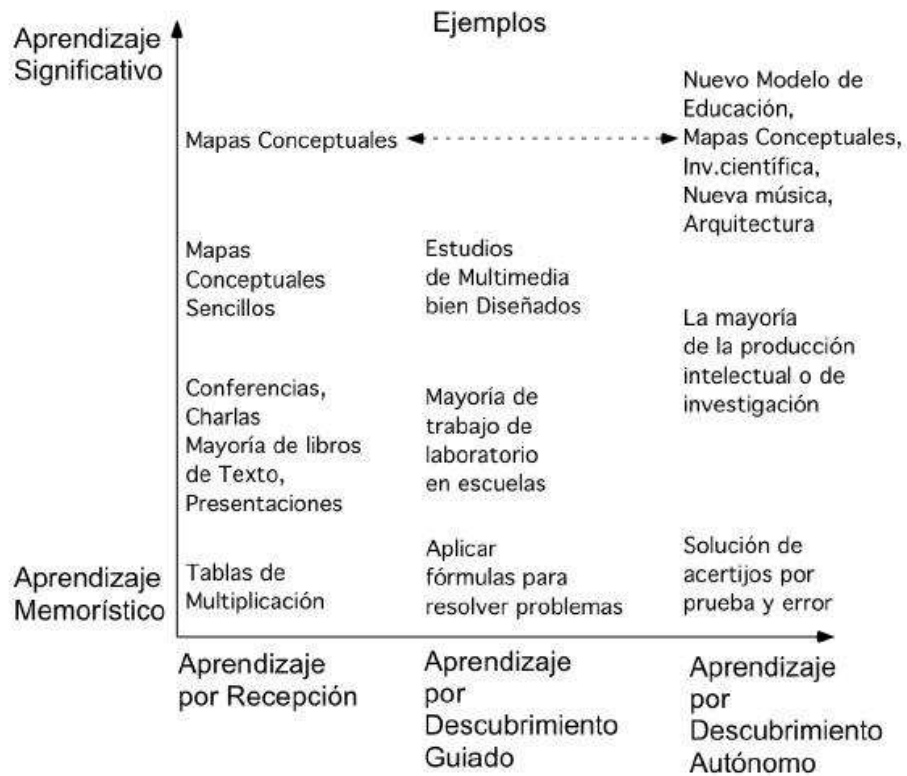 Ejemplos
Aprendizaje
Significativo
Mapas Conceptuales
Nuevo Modelo de
Educación,
Mapas Conceptuales,
Inv.científica,
Nueva música,
Arquitectura
Mapas
Conceptuales
Sencillos
Estudios
de Multimedia
bien Diseñados
La mayoría
de la producción
intelectual o de
investigación
Conferencias,
Charlas
Mayoría de libros
de Texto,
Presentaciones
Mayoría de
trabajo de
laboratorio
en escuelas
Aprendizaje
Memorístico
Tablas de
Multiplicación
Aplicar
fórmulas para
resolver problemas
Solución de
acertijos por
prueba y error
Aprendizaje
por Recepción
Aprendizaje
por
Descubrimiento
Guiado
Aprendizaje
por
Descubrimiento
Autónomo